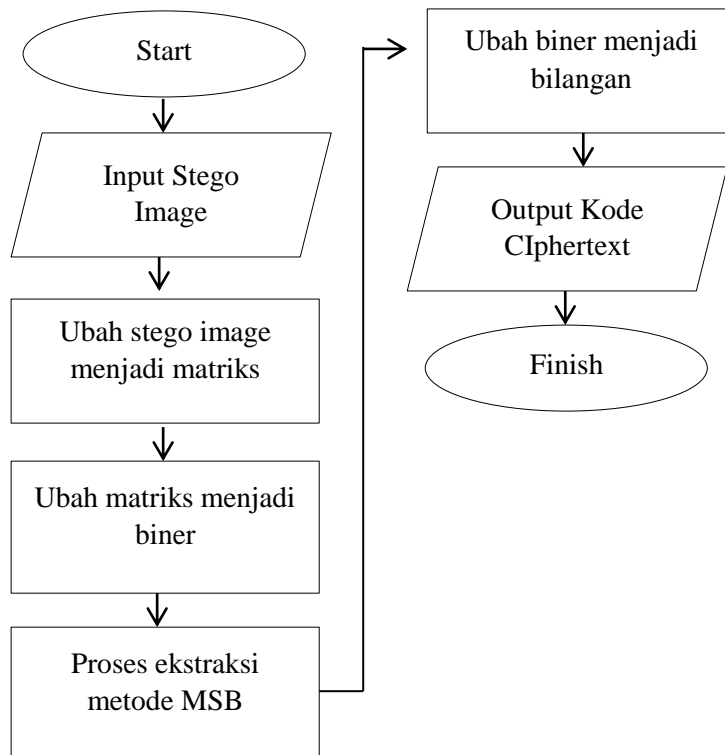 Start
Input Stego
Image
Ubah stego image
menjadi matriks
Ubah matriks menjadi
biner
Proses ekstraksi
metode MSB
Ubah biner menjadi
bilangan
Output Kode
CIphertext
Finish